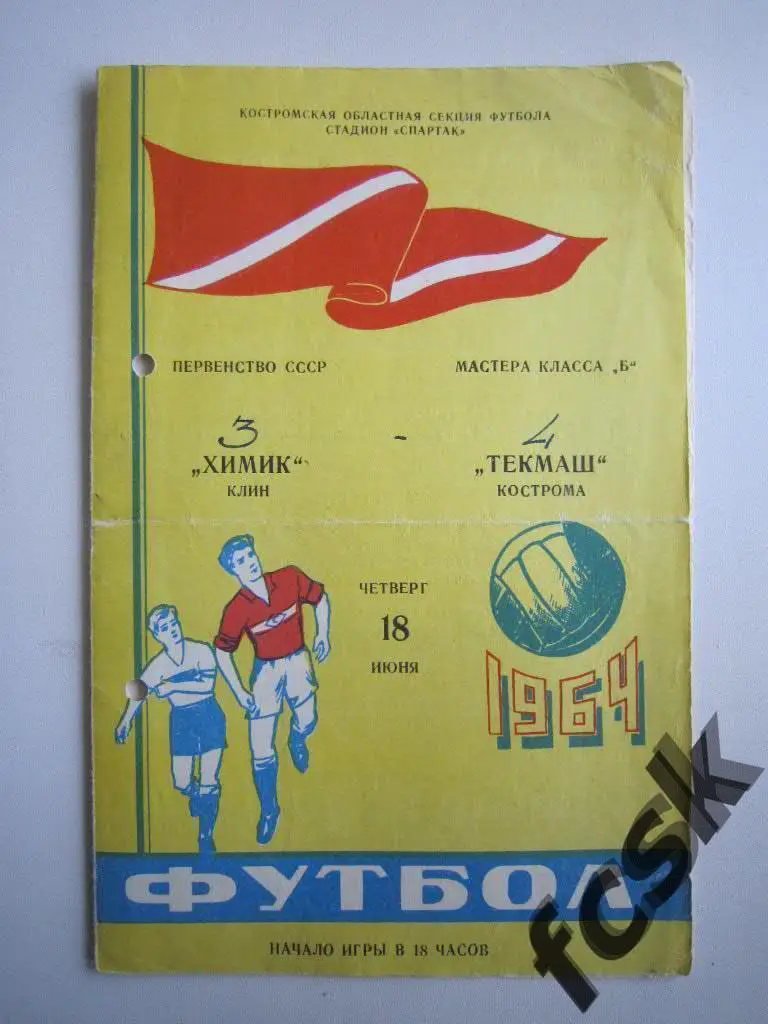 КОСТРОМСКАЯ ОБЛАСТНАЯ СЕКЦИЯ ФУТБОЛА
СТАДИОН «СПАРТАК»
ПЕРВЕНСТВО СССР
МАСТЕРА КЛАССА „Б“
3 - 4
„ХИМИК“ „ТЕКМАШ“
КЛИН КОСТРОМА
ЧЕТВЕРГ
18
ИЮНЯ
1964
ФУТБОЛ
НАЧАЛО ИГРЫ В 18 ЧАСОВ
fcsk